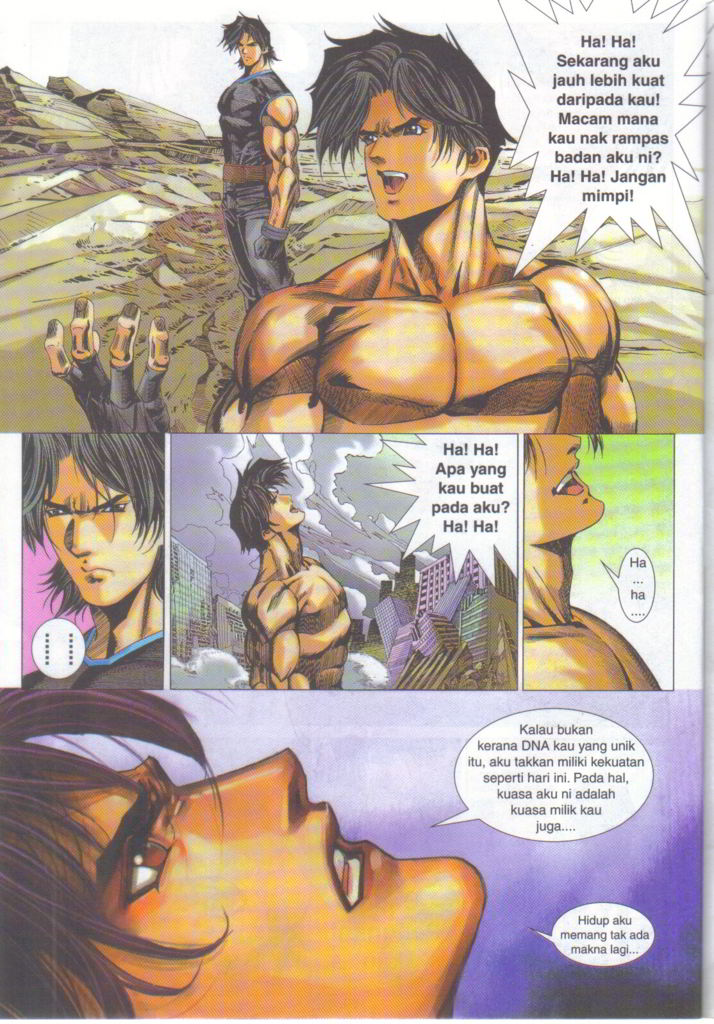 Ha! Ha!
Sekarang aku
jauh lebih kuat
daripada kau!
Macam mana
kau nak rampas
badan aku ni?
Ha! Ha! Jangan
mimpi!
Ha! Ha!
Apa yang
kau buat
pada aku?
Ha! Ha!
Ha
...
ha
....
Kalau bukan
kerana DNA kau yang unik
itu, aku takkan miliki kekuatan
seperti hari ini. Pada hal,
kuasa aku ni adalah
kuasa milik kau
juga....
Hidup aku
memang tak ada
makna lagi...